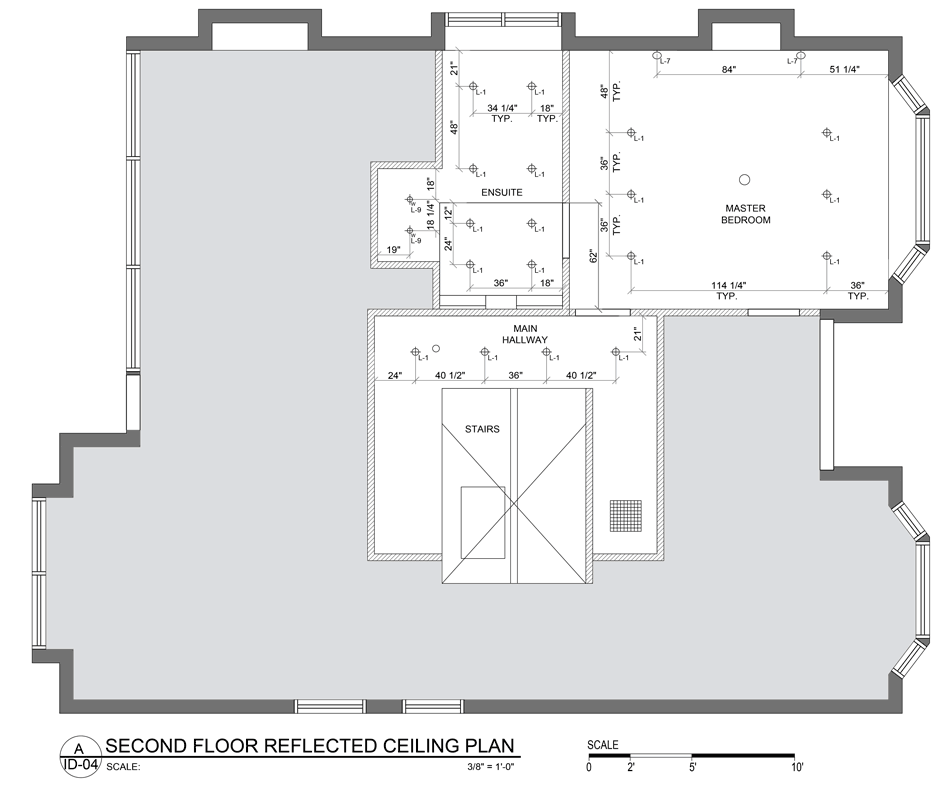 L-7
L-7
84"
51 1/4"
21"
L-1
L-1
48"
TYP.
34 1/4"
TYP.
18"
TYP.
48"
L-1
L-1
36"
TYP.
L-1
L-1
18"
ENSUITE
L-1
L-1
W
L-9
W
L-9
18 1/4"
12"
L-1
L-1
36"
TYP.
MASTER
BEDROOM
19"
24"
L-1
L-1
62"
L-1
L-1
36"
18"
114 1/4"
TYP.
36"
TYP.
MAIN
HALLWAY
21"
L-1
L-1
L-1
L-1
24"
40 1/2"
36"
40 1/2"
STAIRS
A
ID-04
SECOND FLOOR REFLECTED CEILING PLAN
SCALE:
3/8" = 1'-0"
SCALE
0
2'
5'
10'